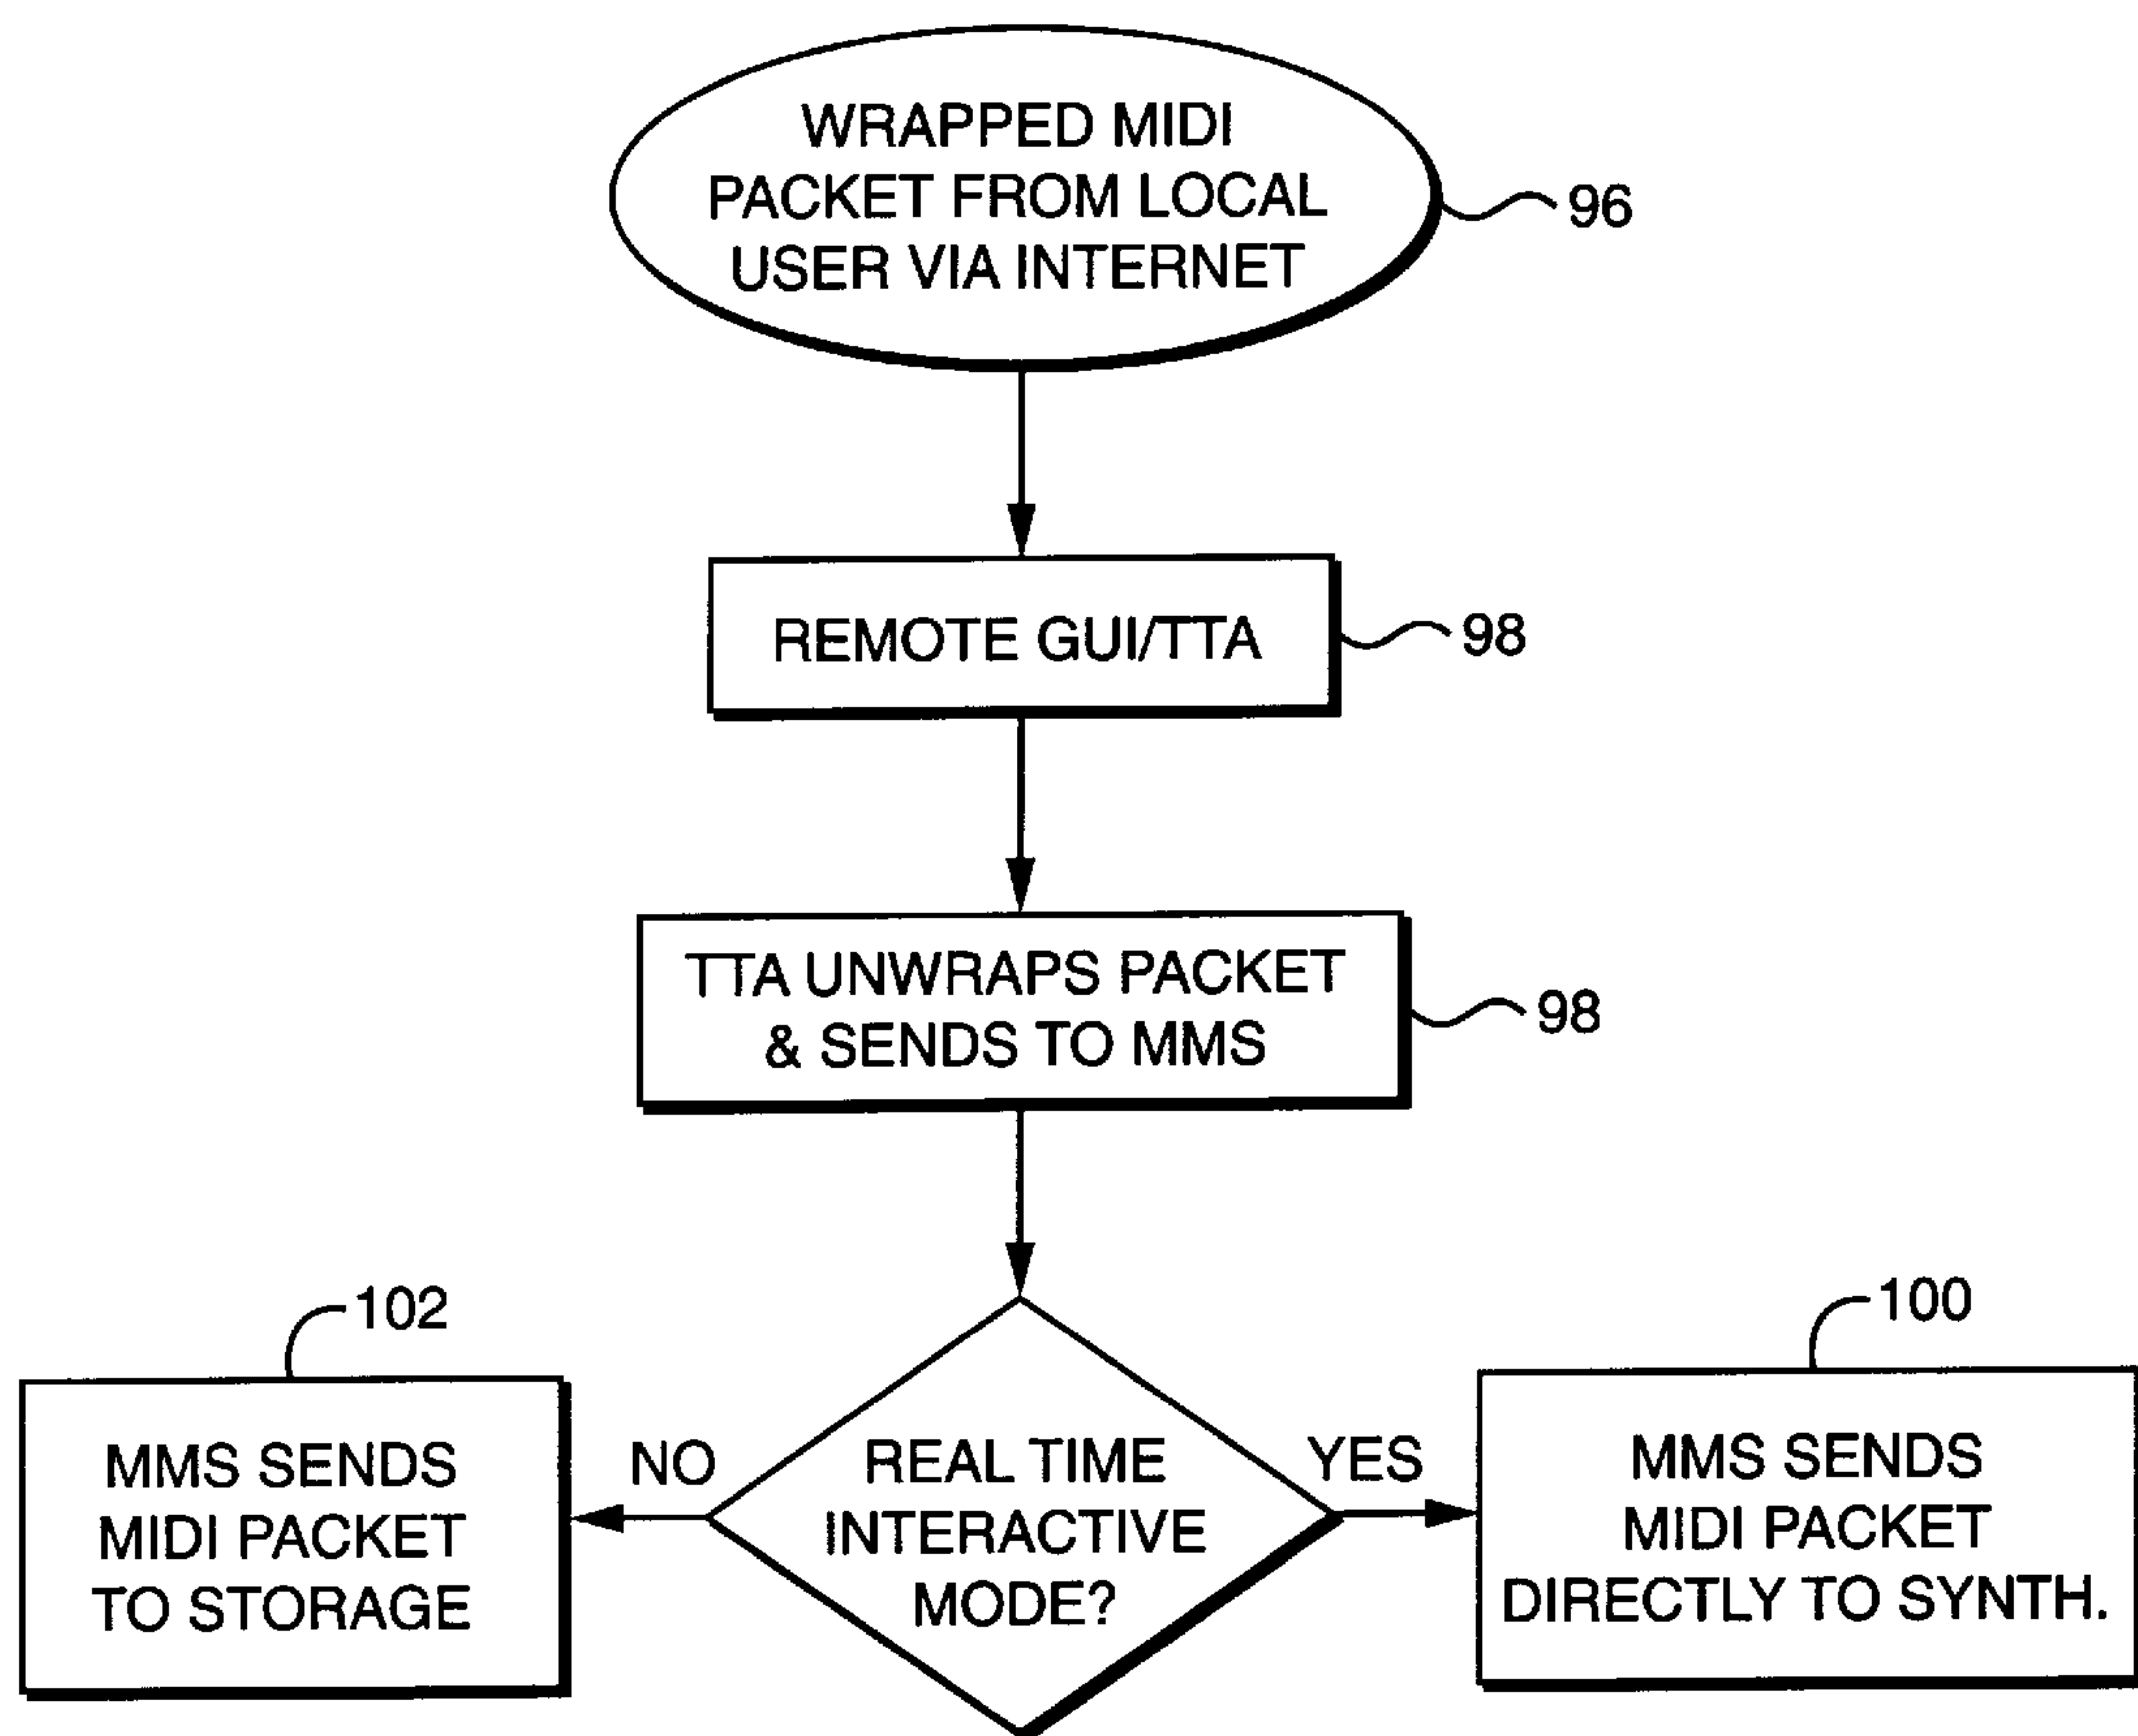 WRAPPED MIDI
PACKET FROM LOCAL
USER VIA INTERNET
96
REMOTE GUI/TTA
98
TTA UNWRAPS PACKET
& SENDS TO MMS
98
102
100
MMS SENDS
MIDI PACKET
TO STORAGE
NO
REAL TIME
INTERACTIVE
MODE?
YES
MMS SENDS
MIDI PACKET
DIRECTLY TO SYNTH.